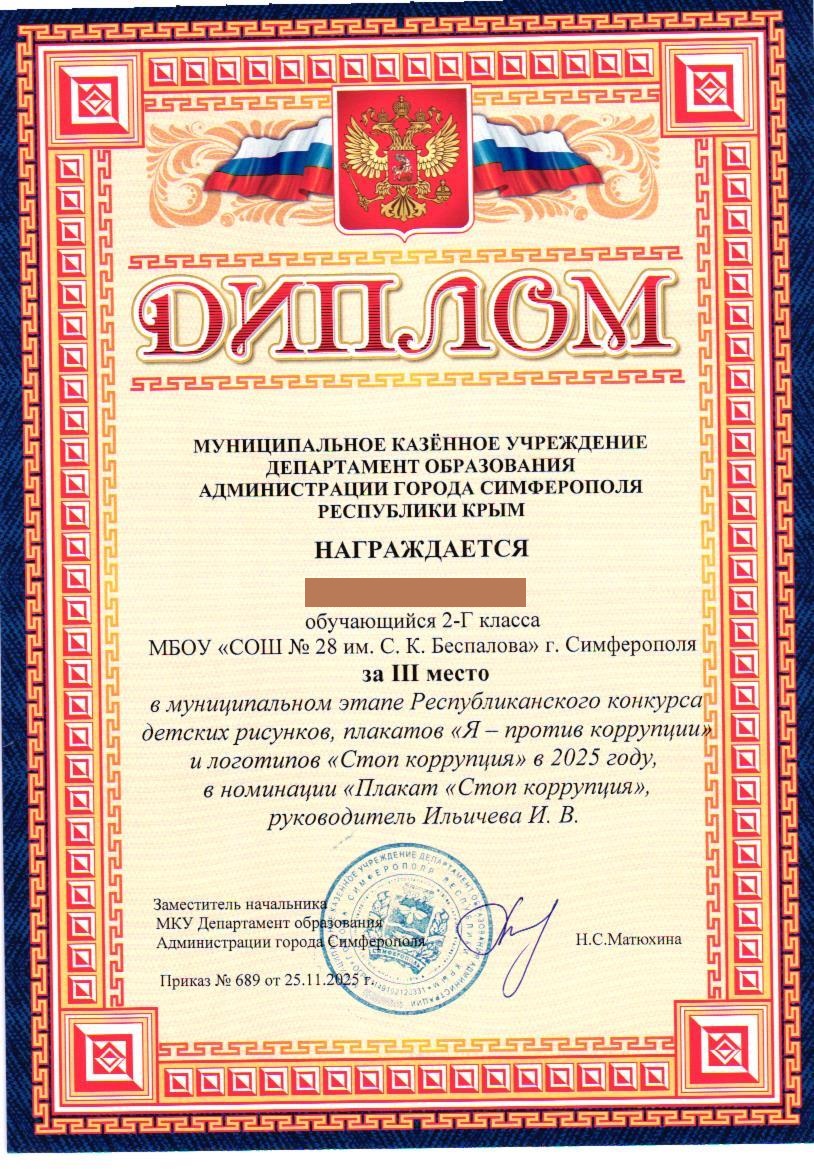 ДИПЛОМ
МУНИЦИПАЛЬНОЕ КАЗЁННОЕ УЧРЕЖДЕНИЕ
ДЕПАРТАМЕНТ ОБРАЗОВАНИЯ
АДМИНИСТРАЦИИ ГОРОДА СИМФЕРОПОЛЯ
РЕСПУБЛИКИ КРЫМ
НАГРАЖДАЕТСЯ
обучающийся 2-Г класса
МБОУ «СОШ № 28 им. С. К. Беспалова» г. Симферополя
за III место
в муниципальном этапе Республиканского конкурса
детских рисунков, плакатов «Я – против коррупции»
и логотипов «Стоп коррупция» в 2025 году,
в номинации «Плакат «Стоп коррупция»,
руководитель Ильичева И. В.
Заместитель начальника
МКУ Департамент образования
Администрации города Симферополя
Н.С.Матюхина
Приказ № 689 от 25.11.2025 г.